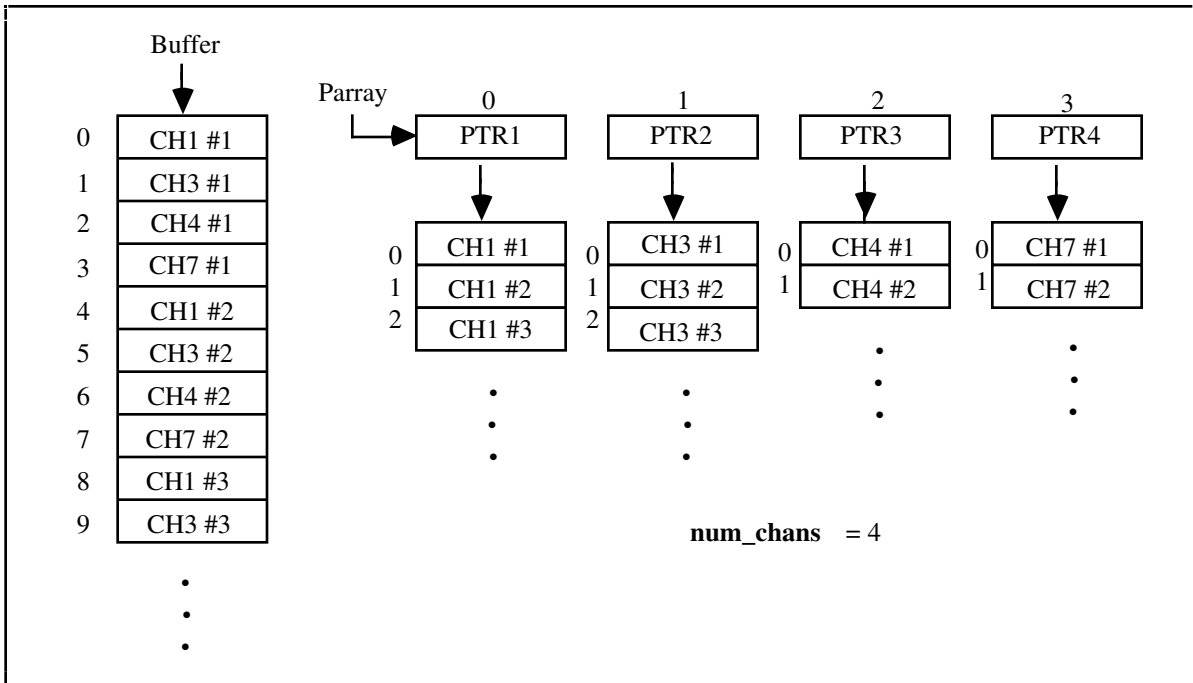 Buffer
0 CH1 #1
1 CH3 #1
2 CH4 #1
3 CH7 #1
4 CH1 #2
5 CH3 #2
6 CH4 #2
7 CH7 #2
8 CH1 #3
9 CH3 #3
Parray
0 1 2 3
PTR1 PTR2 PTR3 PTR4
0 CH1 #1 0 CH3 #1 0 CH4 #1 0 CH7 #1
1 CH1 #2 1 CH3 #2 1 CH4 #2 1 CH7 #2
2 CH1 #3 2 CH3 #3
num_chans = 4